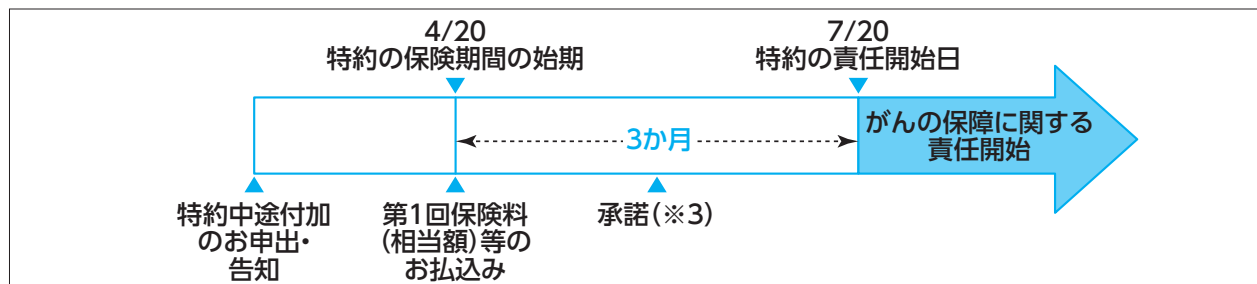 4/20
特約の保険期間の始期
7/20
特約の責任開始日
3か月
がんの保障に関する
責任開始
特約中途付加
のお申出・
告知
第1回保険料
(相当額)等の
お払込み
承諾(※3)